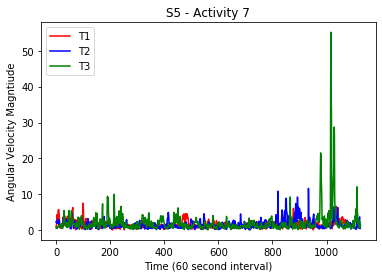 S5 - Activity 7
T1
T2
T3
Angular Velocity Magntiude
50
40
30
20
10
0
0 200 400 600 800 1000
Time (60 second interval)